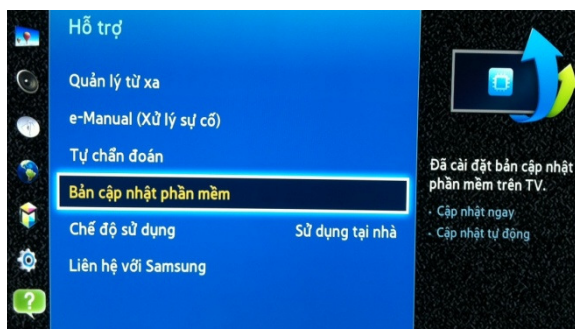 Hỗ trợ
Quản lý từ xa
e-Manual (Xử lý sự cố)
Tự chẩn đoán
Bản cập nhật phần mềm
Chế độ sử dụng Sử dụng tại nhà
Liên hệ với Samsung
Đã cài đặt bản cập nhật
phần mềm trên TV.
· Cập nhật ngay
· Cập nhật tự động